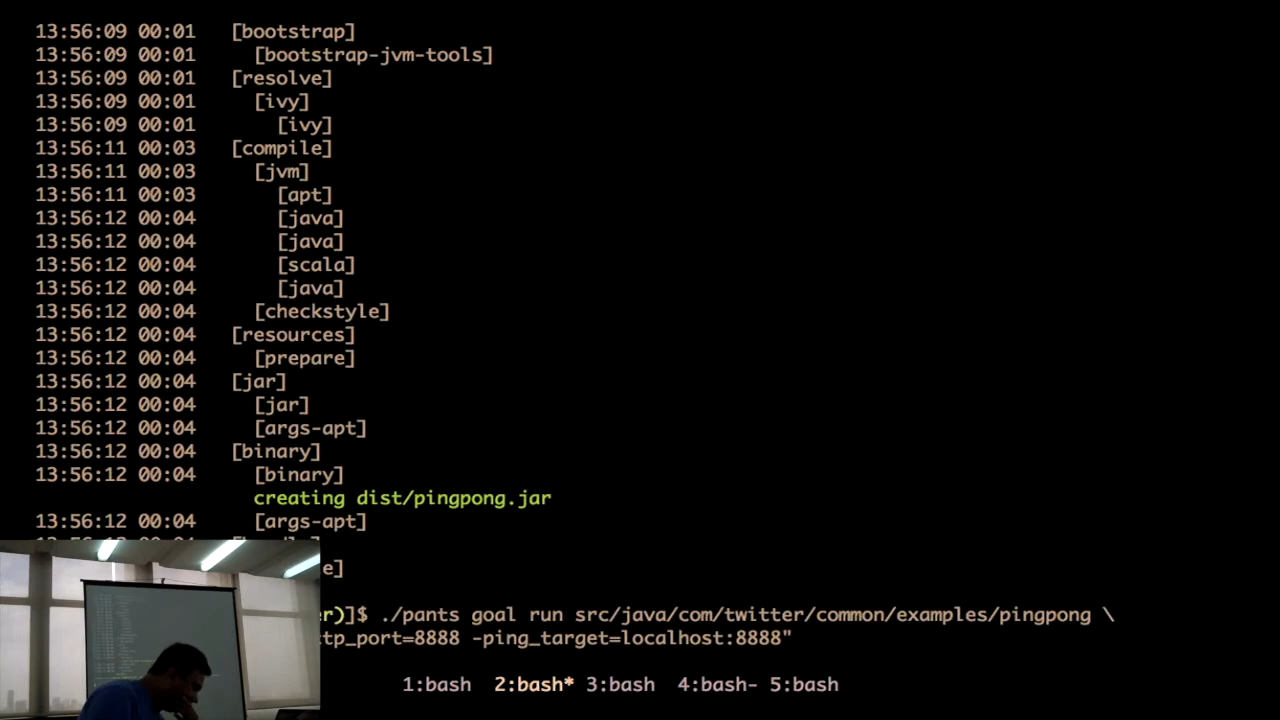 13:56:09 00:01 [bootstrap]
13:56:09 00:01 [bootstrap-jvm-tools]
13:56:09 00:01 [resolve]
13:56:09 00:01 [ivy]
13:56:09 00:01 [ivy]
13:56:11 00:03 [compile]
13:56:11 00:03 [jvm]
13:56:11 00:03 [apt]
13:56:12 00:04 [java]
13:56:12 00:04 [java]
13:56:12 00:04 [scala]
13:56:12 00:04 [java]
13:56:12 00:04 [checkstyle]
13:56:12 00:04 [resources]
13:56:12 00:04 [prepare]
13:56:12 00:04 [jar]
13:56:12 00:04 [jar]
13:56:12 00:04 [args-apt]
13:56:12 00:04 [binary]
13:56:12 00:04 [binary]
creating dist/pingpong.jar
13:56:12 00:04 [args-apt]
e]
r)]$ ./pants goal run src/java/com/twitter/common/examples/pingpong \
tp_port=8888 -ping_target=localhost:8888"
1:bash 2:bash* 3:bash 4:bash- 5:bash